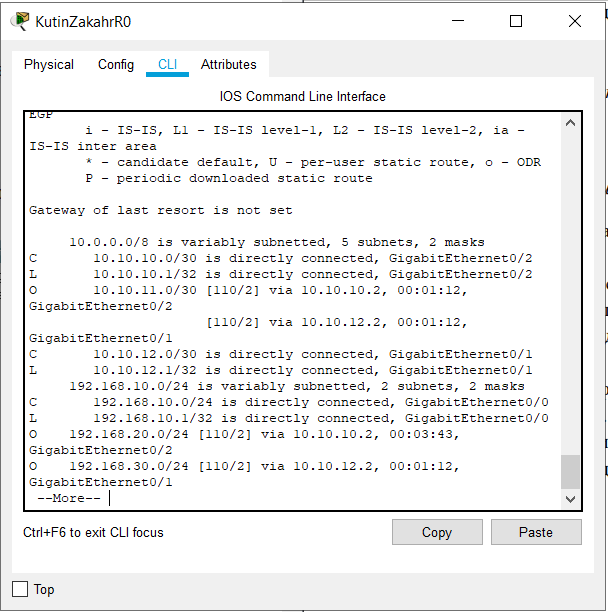 KutinZakahrR0
Physical Config CLI Attributes
IOS Command Line Interface
EGP
i - IS-IS, L1 - IS-IS level-1, L2 - IS-IS level-2, ia -
IS-IS inter area
* - candidate default, U - per-user static route, o - ODR
P - periodic downloaded static route
Gateway of last resort is not set
10.0.0.0/8 is variably subnetted, 5 subnets, 2 masks
C 10.10.10.0/30 is directly connected, GigabitEthernet0/2
L 10.10.10.1/32 is directly connected, GigabitEthernet0/2
O 10.10.11.0/30 [110/2] via 10.10.10.2, 00:01:12,
GigabitEthernet0/2
[110/2] via 10.10.12.2, 00:01:12,
GigabitEthernet0/1
C 10.10.12.0/30 is directly connected, GigabitEthernet0/1
L 10.10.12.1/32 is directly connected, GigabitEthernet0/1
192.168.10.0/24 is variably subnetted, 2 subnets, 2 masks
C 192.168.10.0/24 is directly connected, GigabitEthernet0/0
L 192.168.10.1/32 is directly connected, GigabitEthernet0/0
O 192.168.20.0/24 [110/2] via 10.10.10.2, 00:03:43,
GigabitEthernet0/2
O 192.168.30.0/24 [110/2] via 10.10.12.2, 00:01:12,
GigabitEthernet0/1
--More--
Ctrl+F6 to exit CLI focus
Copy Paste
Top